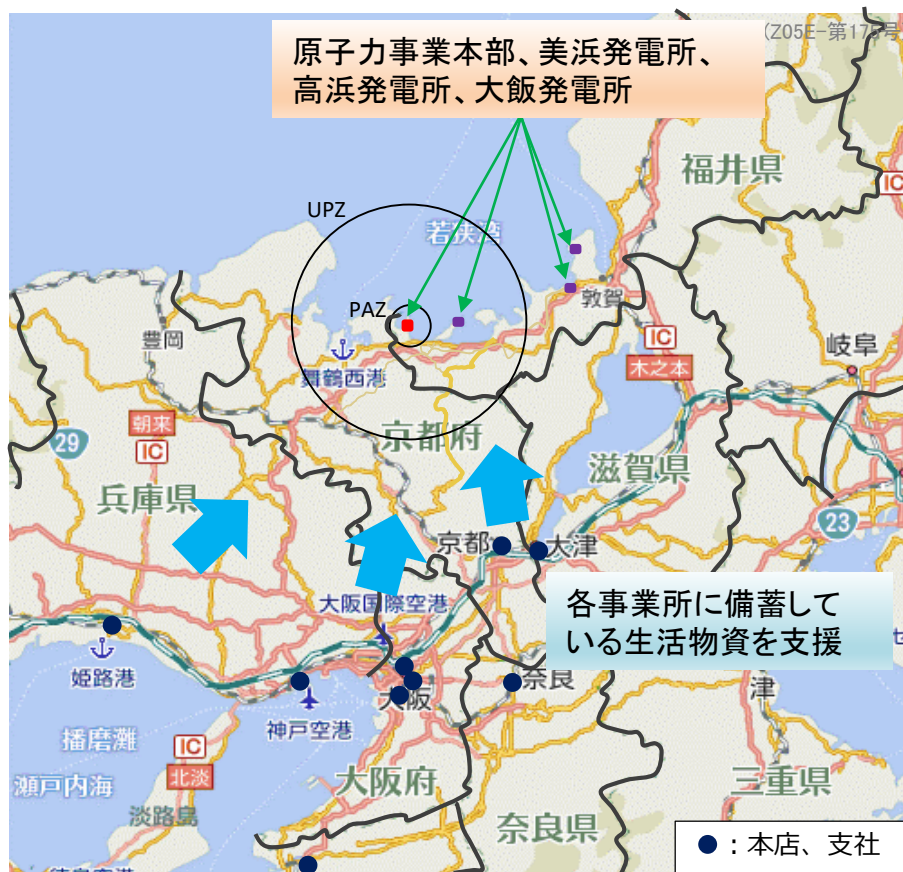 (Z05E-第175号
原子力事業本部、美浜発電所、
高浜発電所、大飯発電所
福井県
IC
UPZ
若狭湾
PAZ
敦賀
豊岡
IC
木之本
岐阜
舞鶴西港
朝来
IC
29
京都府
滋賀県
兵庫県
23
京都
大津
大阪国際空港
各事業所に備蓄して
いる生活物資を支援
姫路港
奈良
大阪
津
神戸空港
播磨灘
IC
北淡
瀬戸内海
大阪府
三重県
淡路島
奈良県
●：本店、支社